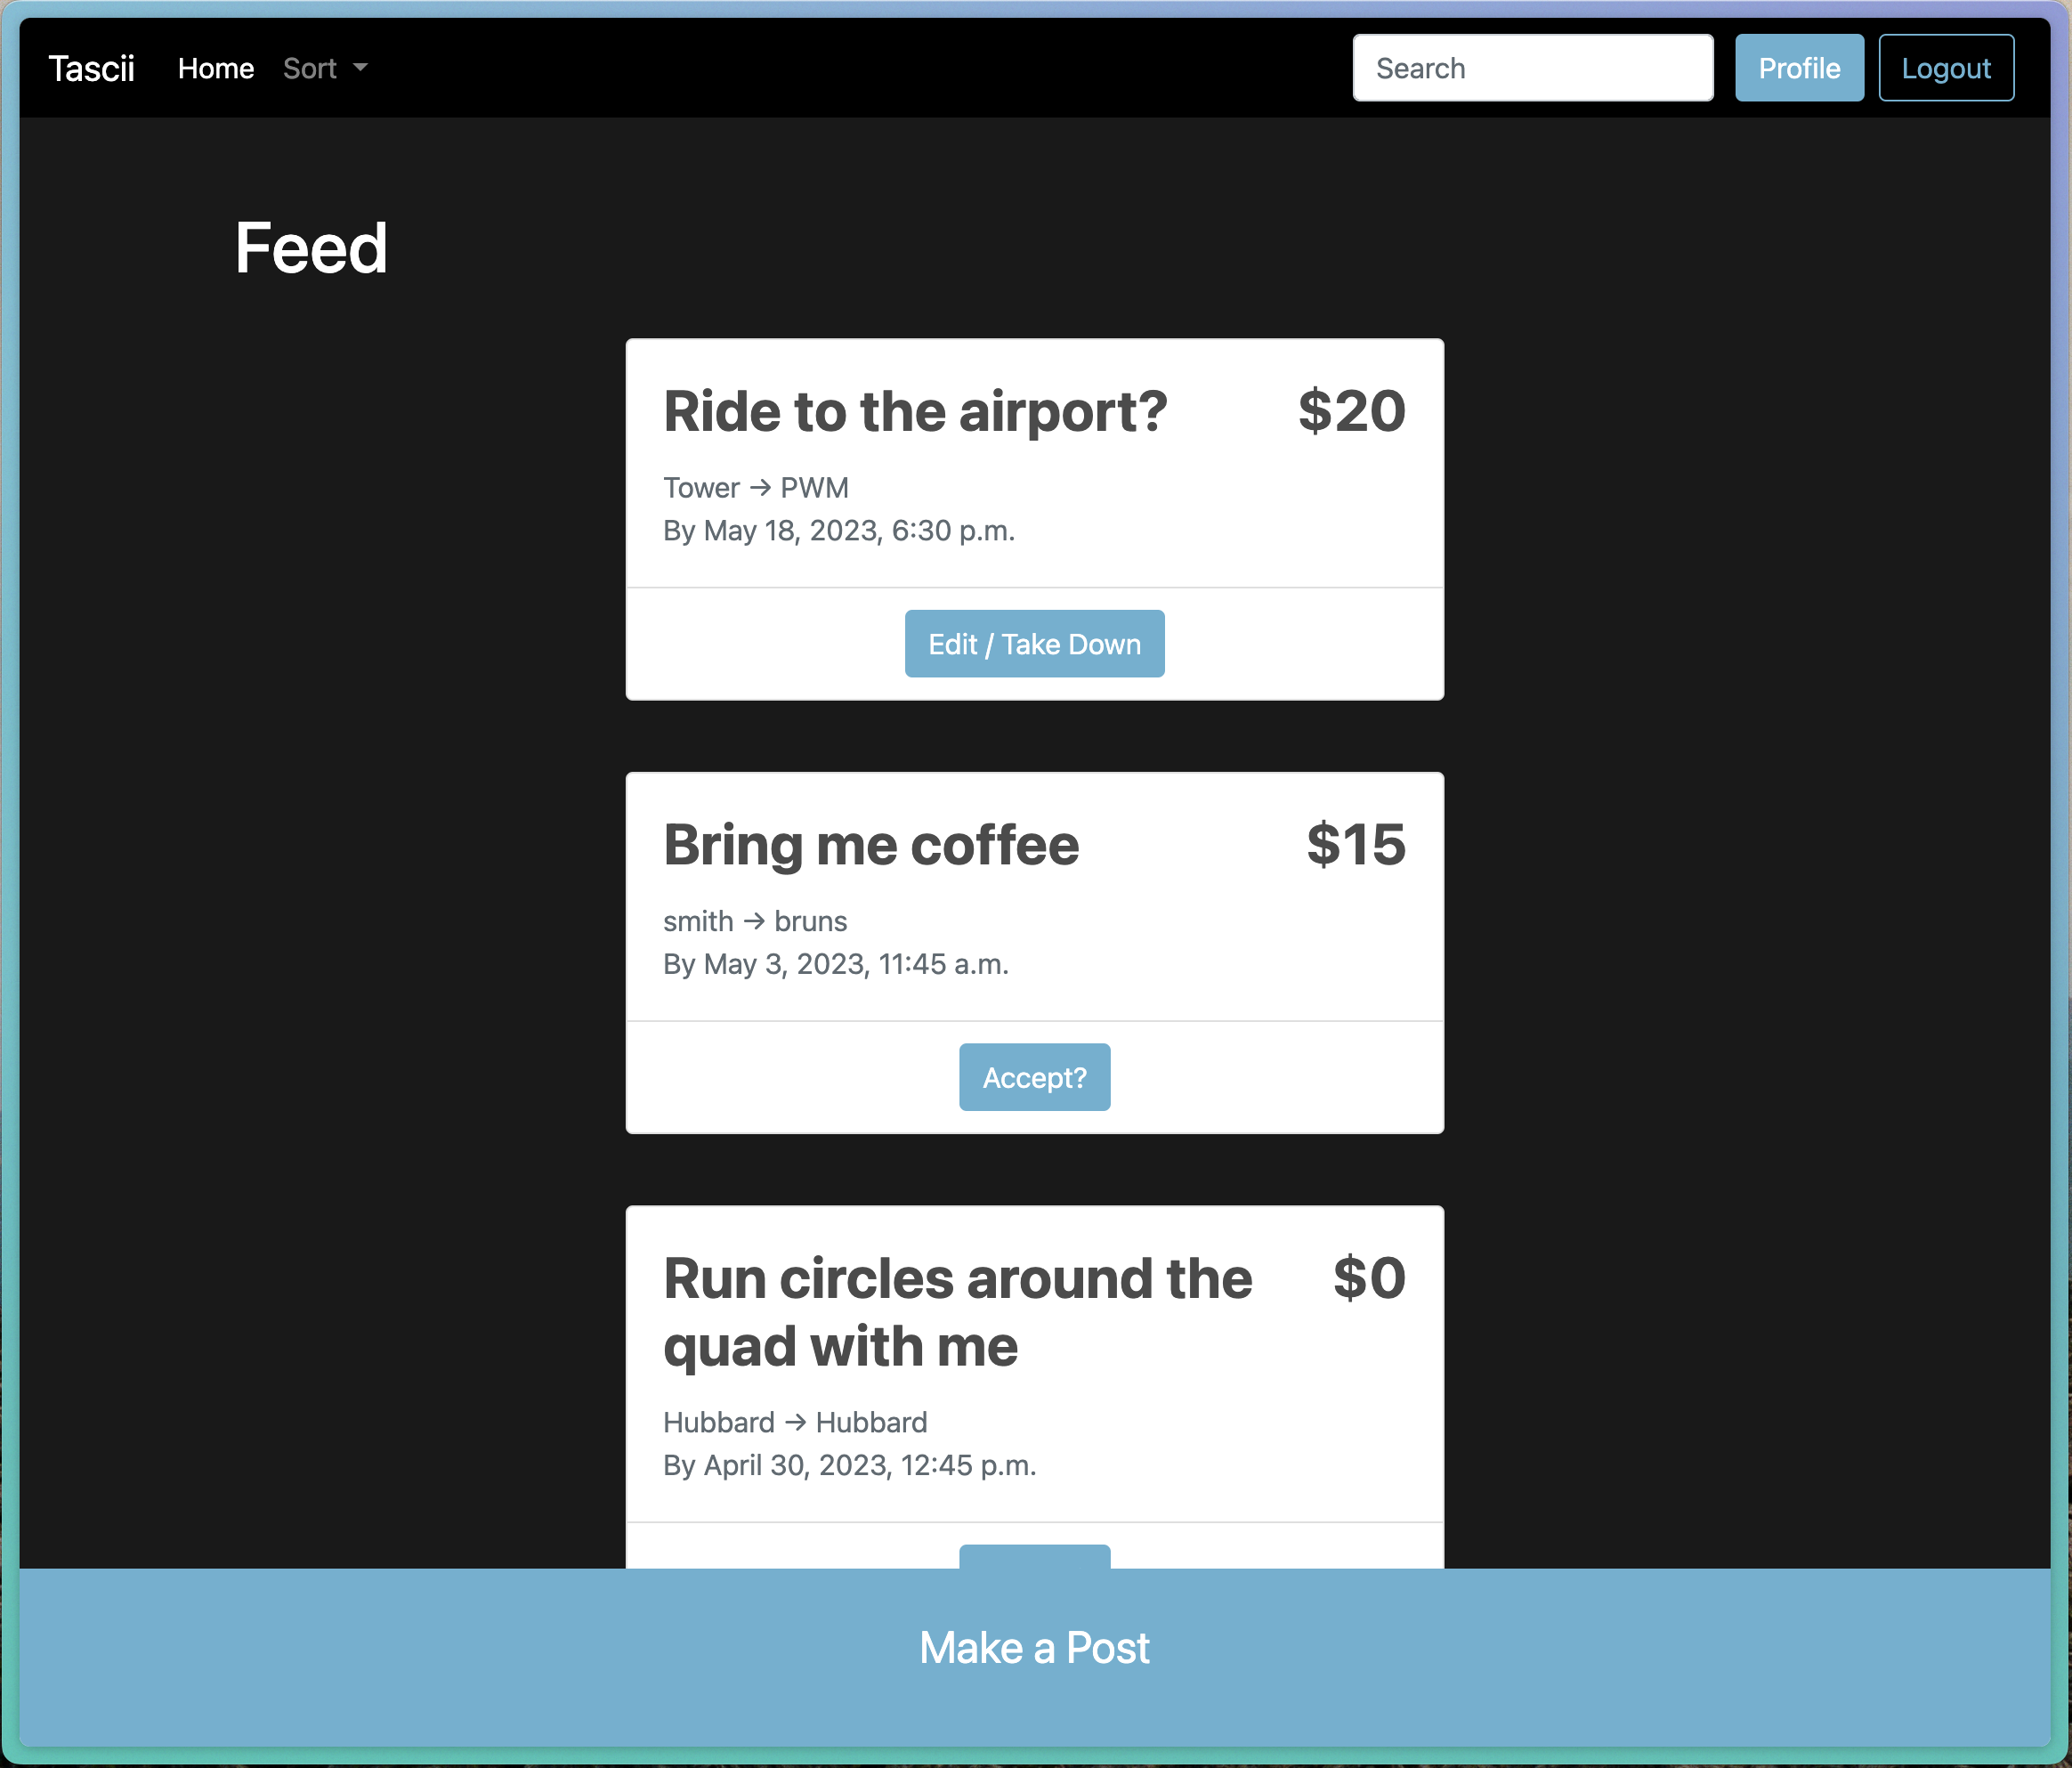 Tascii Home Sort Search Profile Logout
Feed
Ride to the airport? $20
Tower → PWM
By May 18, 2023, 6:30 p.m.
Edit / Take Down
Bring me coffee $15
smith → bruns
By May 3, 2023, 11:45 a.m.
Accept?
Run circles around the $0
quad with me
Hubbard → Hubbard
By April 30, 2023, 12:45 p.m.
Make a Post